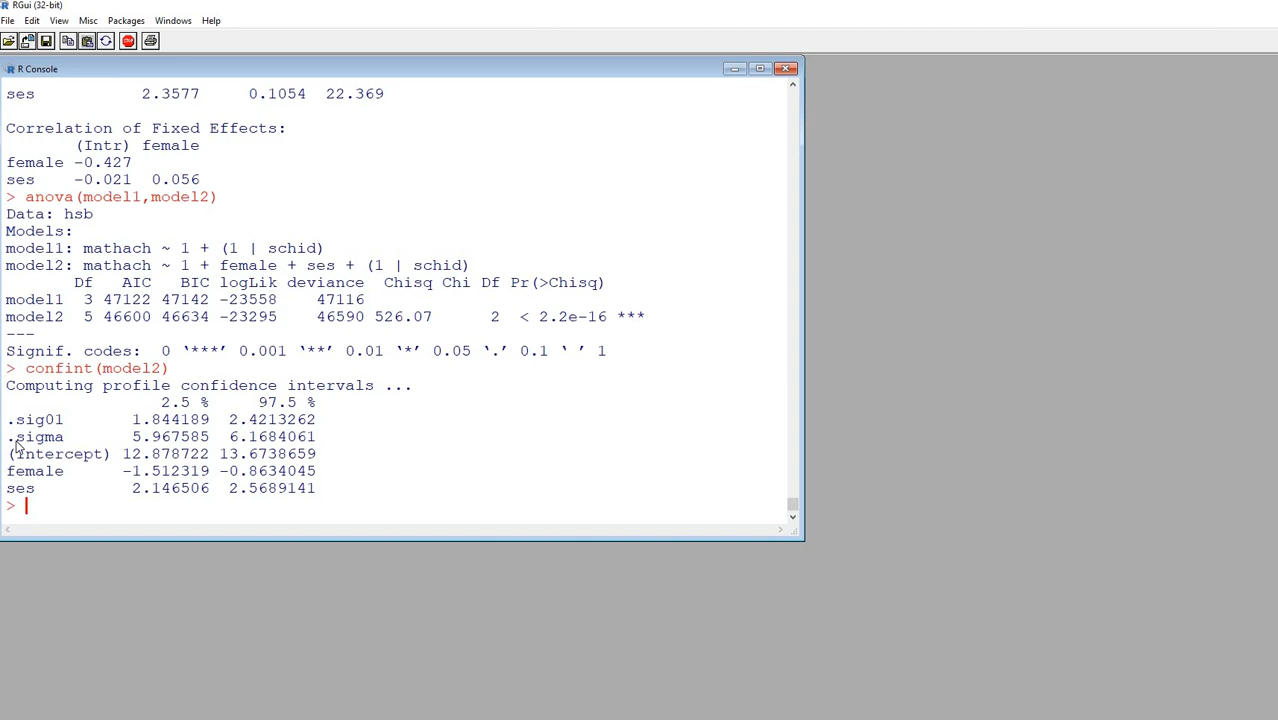 RGui (32-bit)
File Edit View Misc Packages Windows Help
STOP
R Console
ses 2.3577 0.1054 22.369
Correlation of Fixed Effects:
(Intr) female
female -0.427
ses -0.021 0.056
> anova(model1,model2)
Data: hsb
Models:
model1: mathach ~ 1 + (1 | schid)
model2: mathach ~ 1 + female + ses + (1 | schid)
Df AIC BIC logLik deviance Chisq Chi Df Pr(>Chisq)
model1 3 47122 47142 -23558 47116
model2 5 46600 46634 -23295 46590 526.07 2 < 2.2e-16 ***
---
Signif. codes: 0 ‘***’ 0.001 ‘**’ 0.01 ‘*’ 0.05 ‘.’ 0.1 ‘ ’ 1
> confint(model2)
Computing profile confidence intervals ...
2.5 % 97.5 %
.sig01 1.844189 2.4213262
.sigma 5.967585 6.1684061
(Intercept) 12.878722 13.6738659
female -1.512319 -0.8634045
ses 2.146506 2.5689141
>